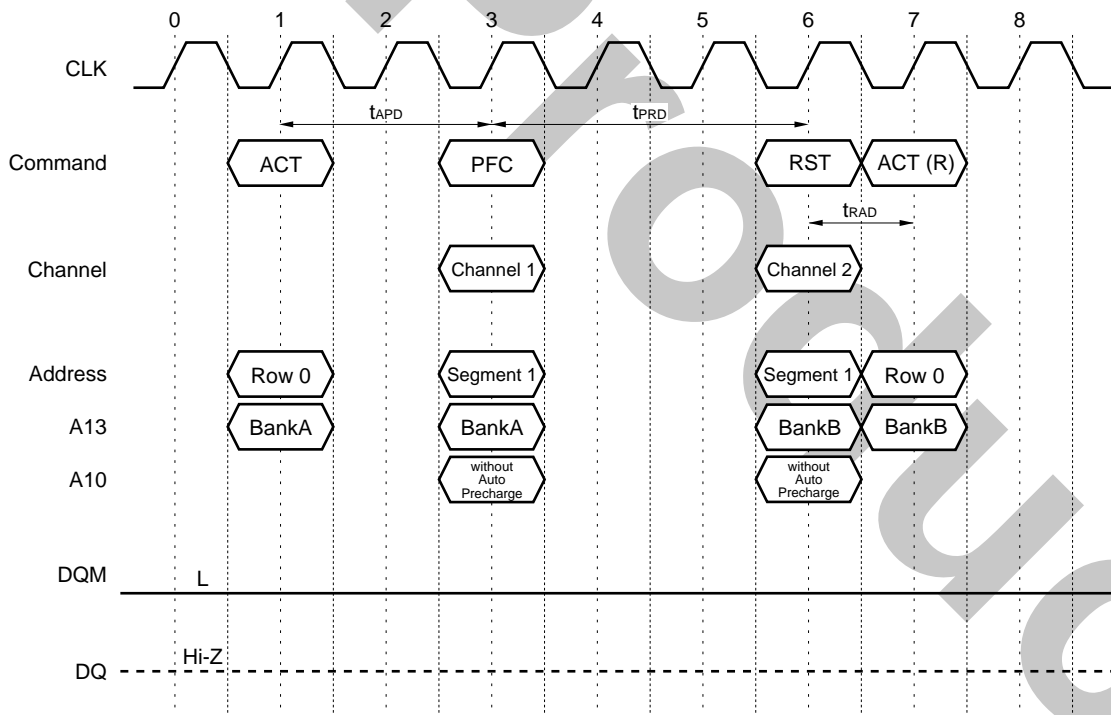 0 1 2 3 4 5 6 7 8
CLK
tAPD tPRD
Command ACT PFC RST ACT (R)
tRAD
Channel Channel 1 Channel 2
Address Row 0 Segment 1 Segment 1 Row 0
A13 BankA BankA BankB BankB
A10 without Auto Precharge without Auto Precharge
DQM L
DQ Hi-Z